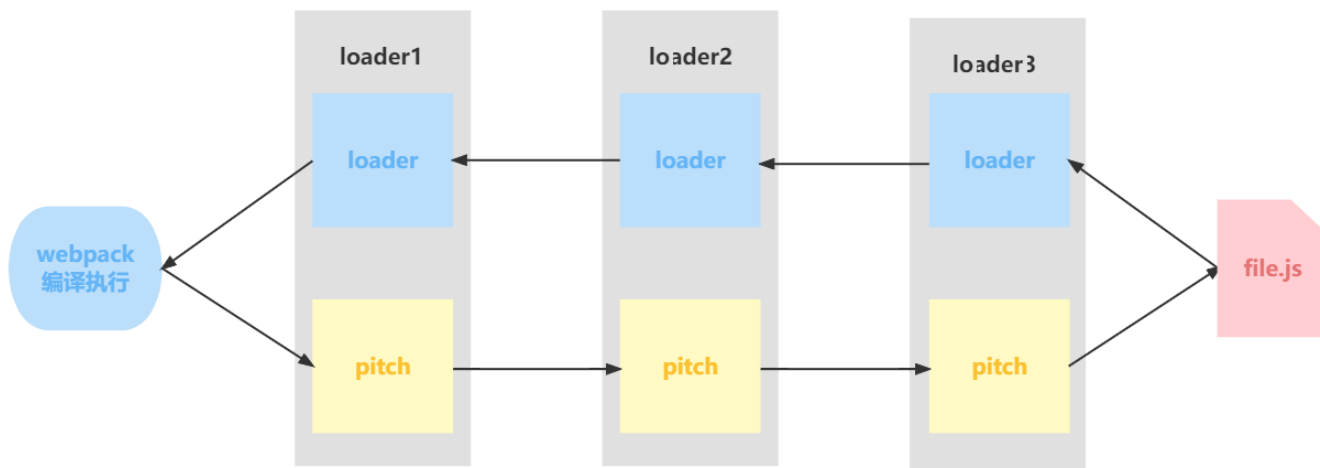 loader1
loader2
loader3
loader
loader
loader
webpack
编译执行
file.js
pitch
pitch
pitch